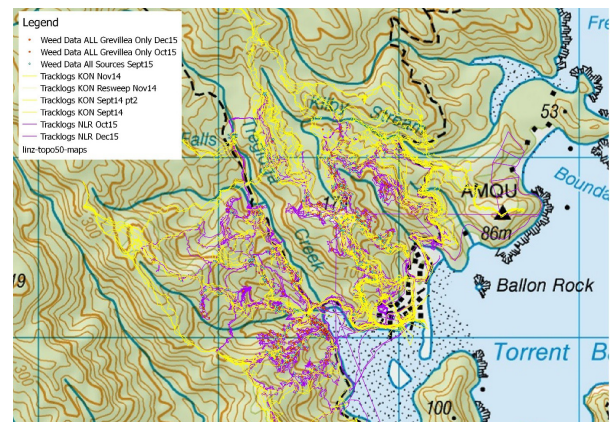 Legend
Weed Data ALL Grevillea Only Dec15
Weed Data ALL Grevillea Only Oct15
Weed Data All Sources Sept15
Tracklogs KON Nov14
Tracklogs KON Resweep Nov14
Tracklogs KON Sept14 pt2
Tracklogs KON Sept14
Tracklogs NLR Oct15
Tracklogs NLR Dec15
linz-topo50-maps
Fre
Kilby Stream
53
Falls
Tregidga
Creek
Bounda
AMQU
86m
19
Ballon Rock
Torrent B
100